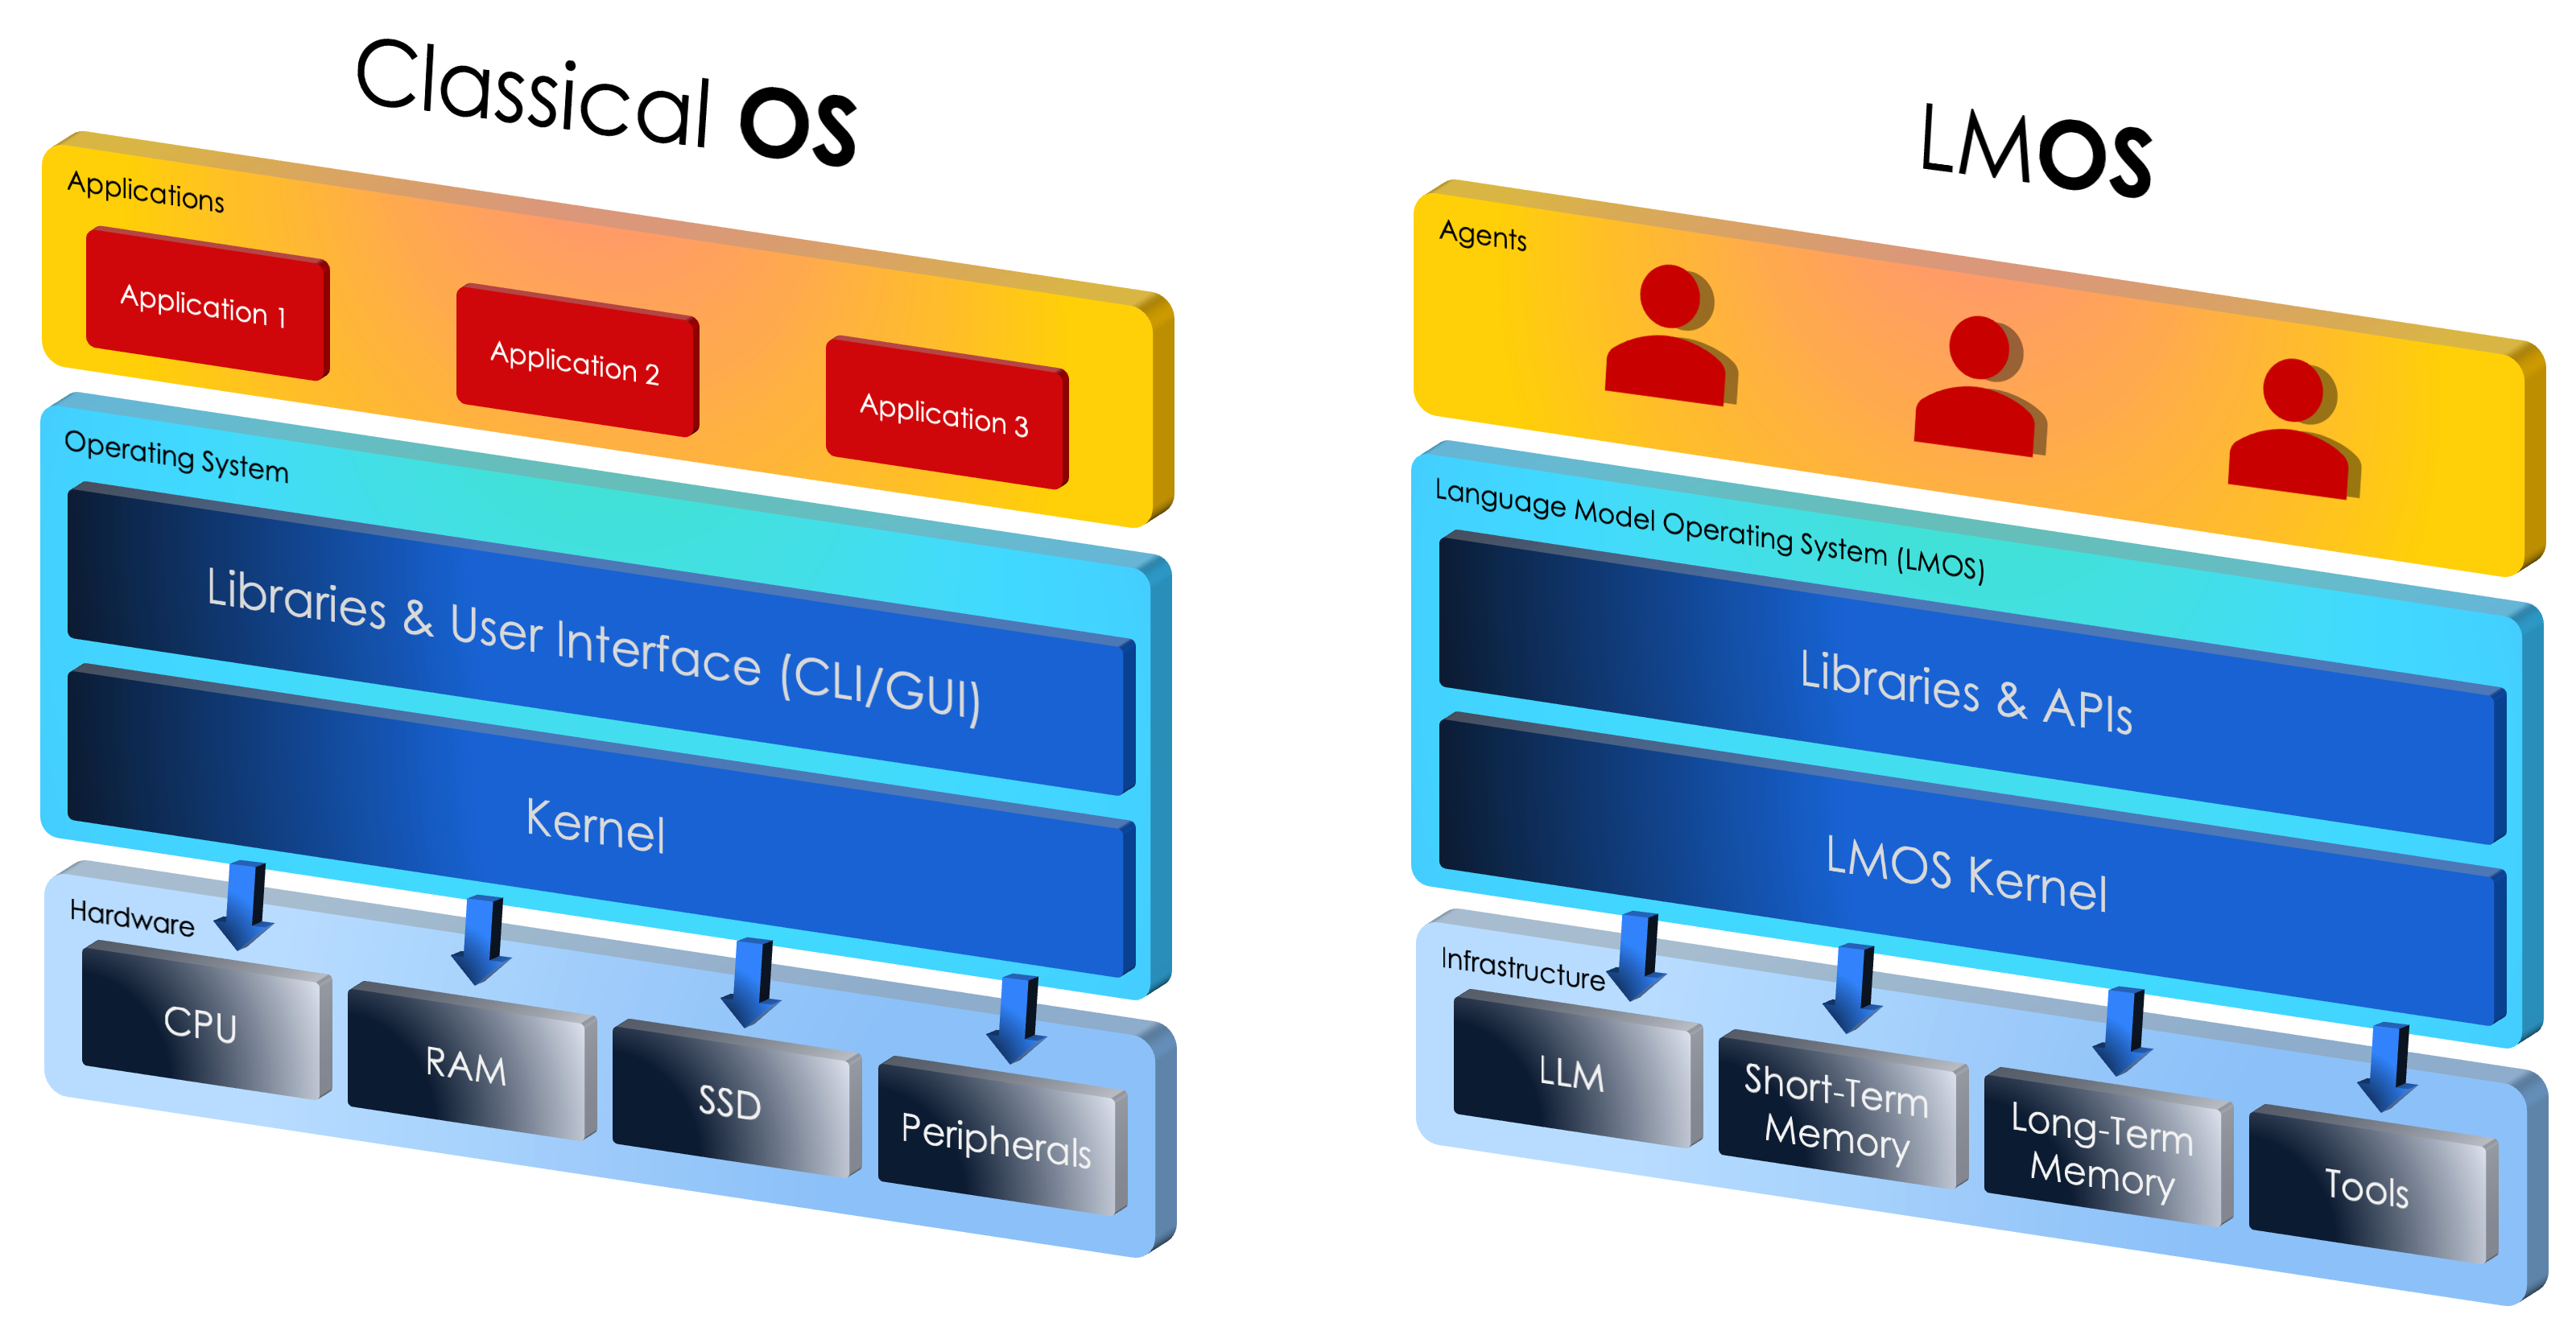 Classical OS
Applications
Application 1
Application 2
Application 3
Operating System
Libraries & User Interface (CLI/GUI)
Kernel
Hardware
CPU
RAM
SSD
Peripherals
LMOS
Agents
Language Model Operating System (LMOS)
Libraries & APIs
LMOS Kernel
Infrastructure
LLM
Short-Term
Memory
Long-Term
Memory
Tools